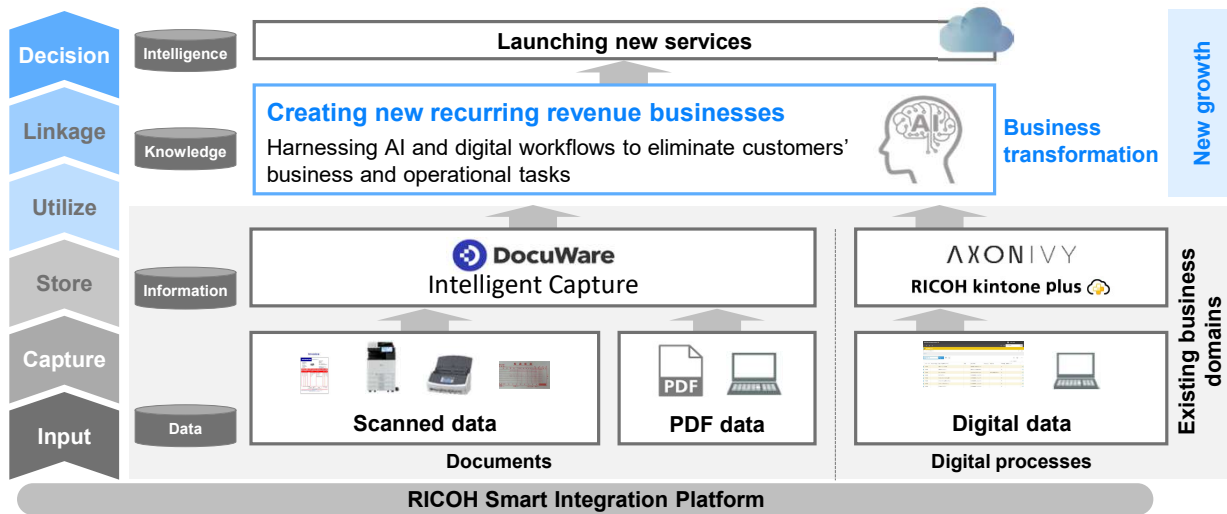 Decision
Linkage
Utilize
Store
Capture
Input
Intelligence
Knowledge
Information
Data
Launching new services
Creating new recurring revenue businesses
Harnessing AI and digital workflows to eliminate customers'
business and operational tasks
AI
Business
transformation
New growth
DocuWare
Intelligent Capture
AXONIVY
RICOH kintone plus
Scanned data
PDF
PDF data
Digital data
Documents
Digital processes
Existing business
domains
RICOH Smart Integration Platform